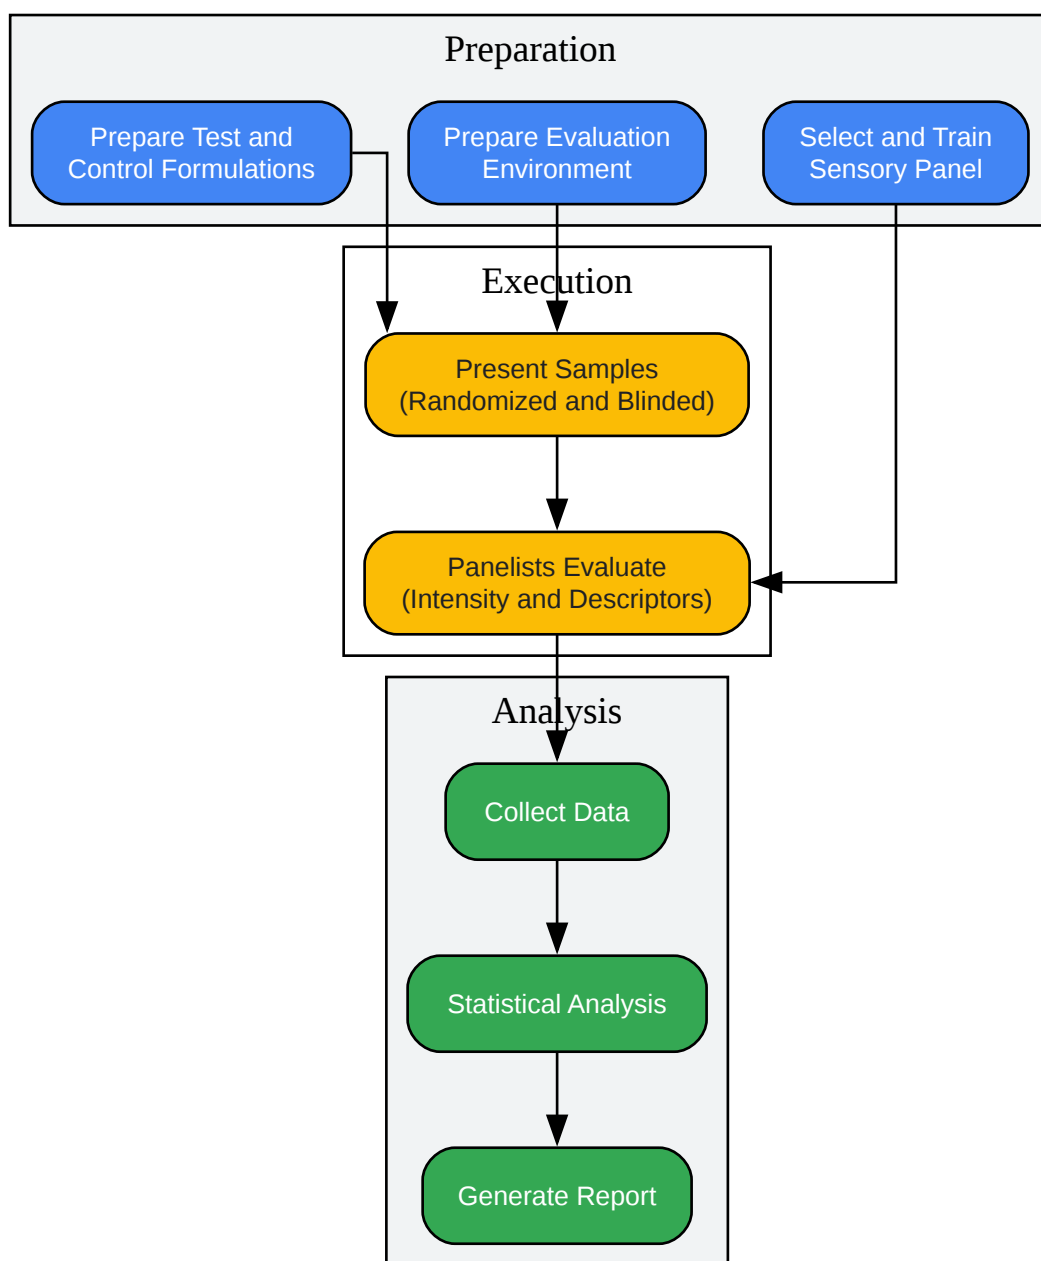 Preparation
Prepare Test and
Control Formulations
Prepare Evaluation
Environment
Select and Train
Sensory Panel
Execution
Present Samples
(Randomized and Blinded)
Panelists Evaluate
(Intensity and Descriptors)
Analysis
Collect Data
Statistical Analysis
Generate Report